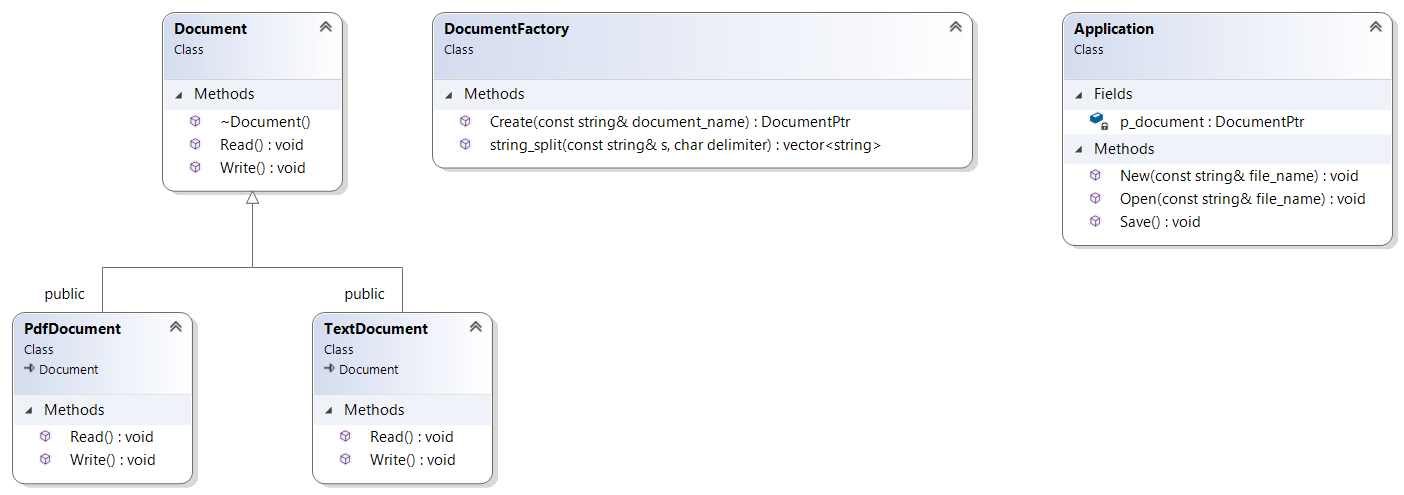 Document
Class
Methods
~Document()
Read() : void
Write() : void
DocumentFactory
Class
Methods
Create(const string& document_name) : DocumentPtr
string_split(const string& s, char delimiter) : vector<string>
Application
Class
Fields
p_document : DocumentPtr
Methods
New(const string& file_name) : void
Open(const string& file_name) : void
Save() : void
public
PdfDocument
Class
Document
Methods
Read() : void
Write() : void
public
TextDocument
Class
Document
Methods
Read() : void
Write() : void